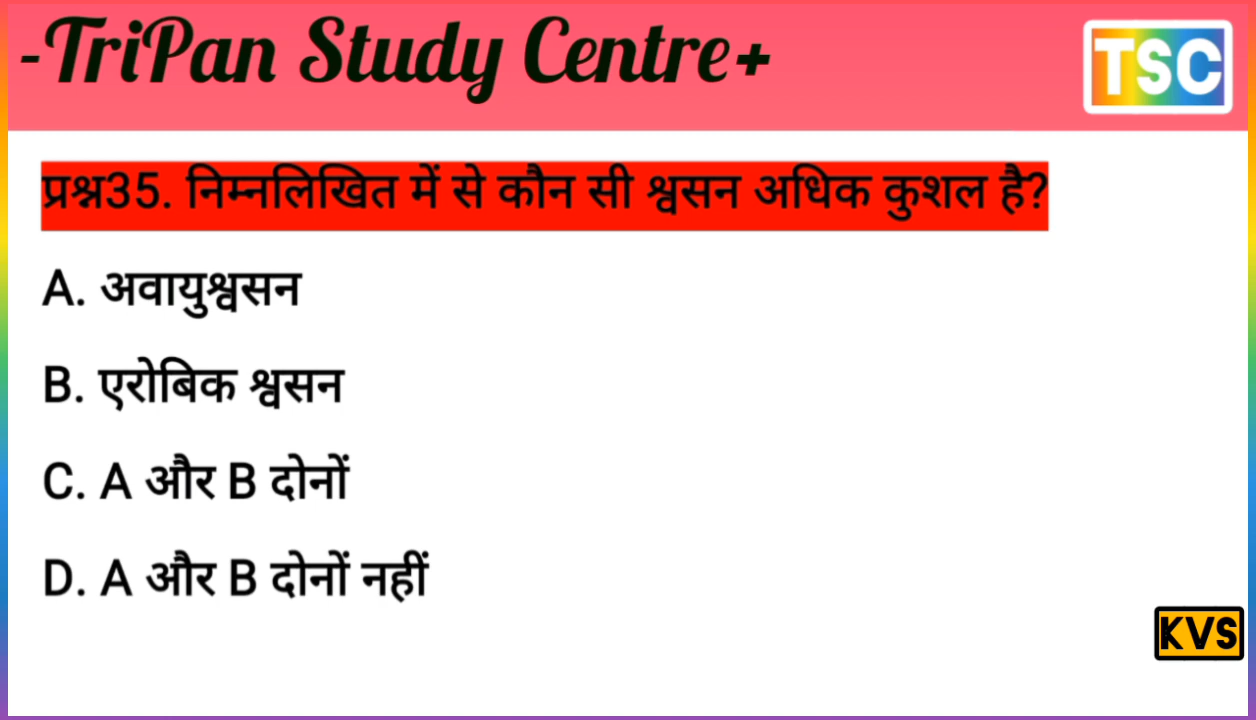 -TriPan Study Centre+
TSC
प्रश्न35. निम्नलिखित में से कौन सी श्वसन अधिक कुशल है?
A. अवायुश्वसन
B. एरोबिक श्वसन
C. A और B दोनों
D. A और B दोनों नहीं
KVS